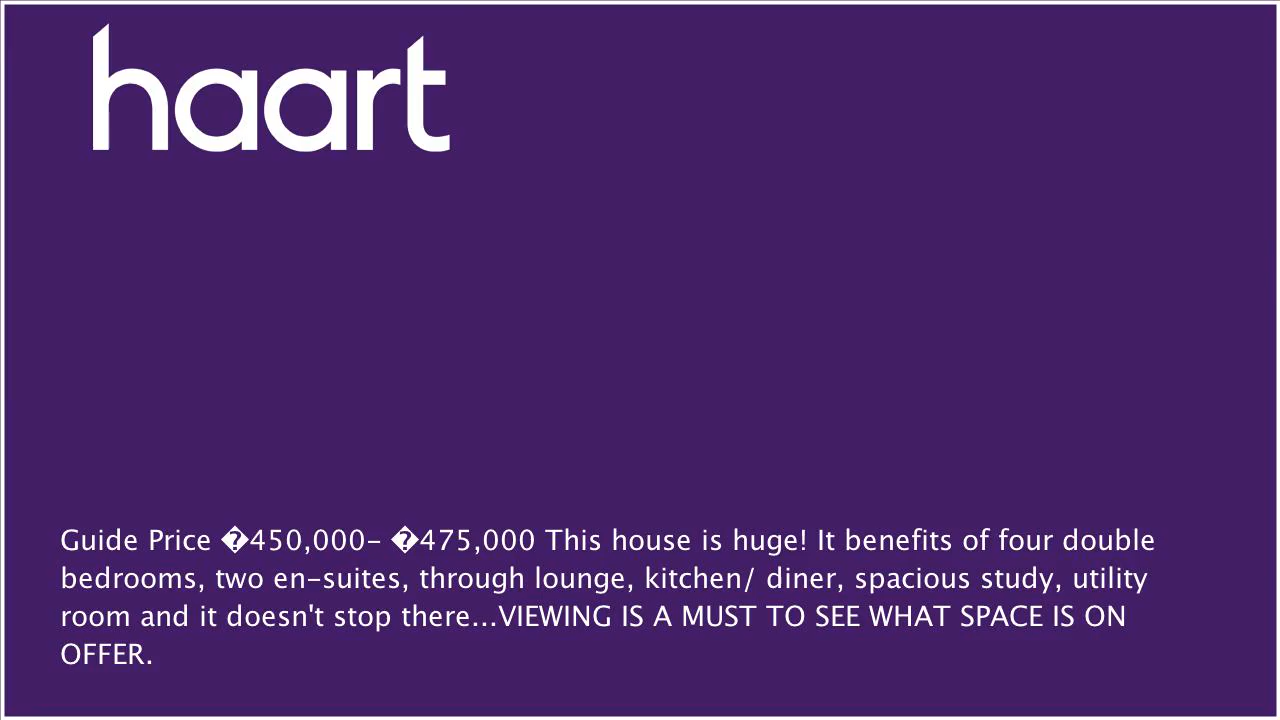 haart
Guide Price �450,000- �475,000 This house is huge! It benefits of four double
bedrooms, two en-suites, through lounge, kitchen/ diner, spacious study, utility
room and it doesn't stop there...VIEWING IS A MUST TO SEE WHAT SPACE IS ON
OFFER.